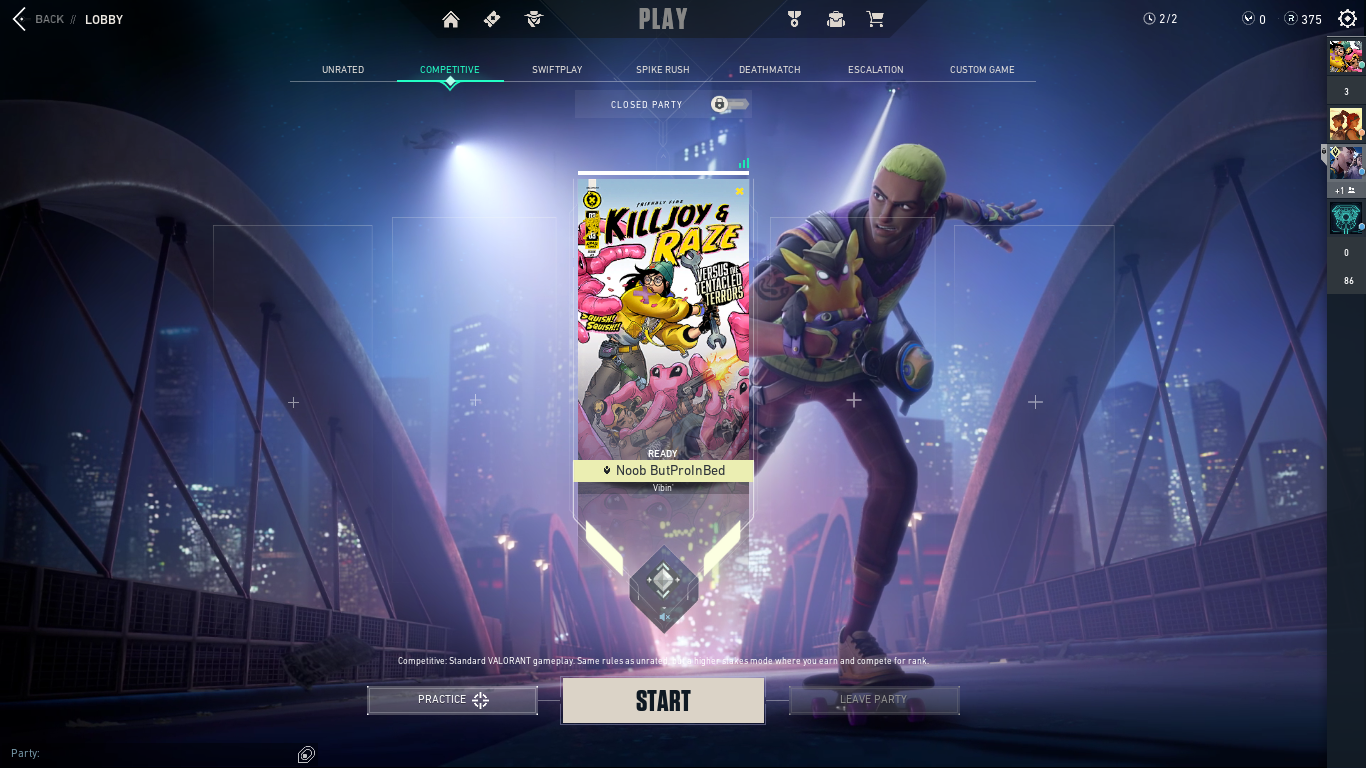 BACK // LOBBY
PLAY
2/2
0
375
UNRATED
COMPETITIVE
SWIFTPLAY
SPIKE RUSH
DEATHMATCH
ESCALATION
CUSTOM GAME
CLOSED PARTY
3
+1
0
86
FRIENDLY FIRE
KILLJOY &
RAZE
VERSUS THE
TENTACLED
TERRORS
SQUISH!
SQUISH!!
READY
Noob ButProInBed
Vibin'
Competitive: Standard VALORANT gameplay. Same rules as unrated, but a higher stakes mode where you earn and compete for rank.
PRACTICE
START
LEAVE PARTY
Party: